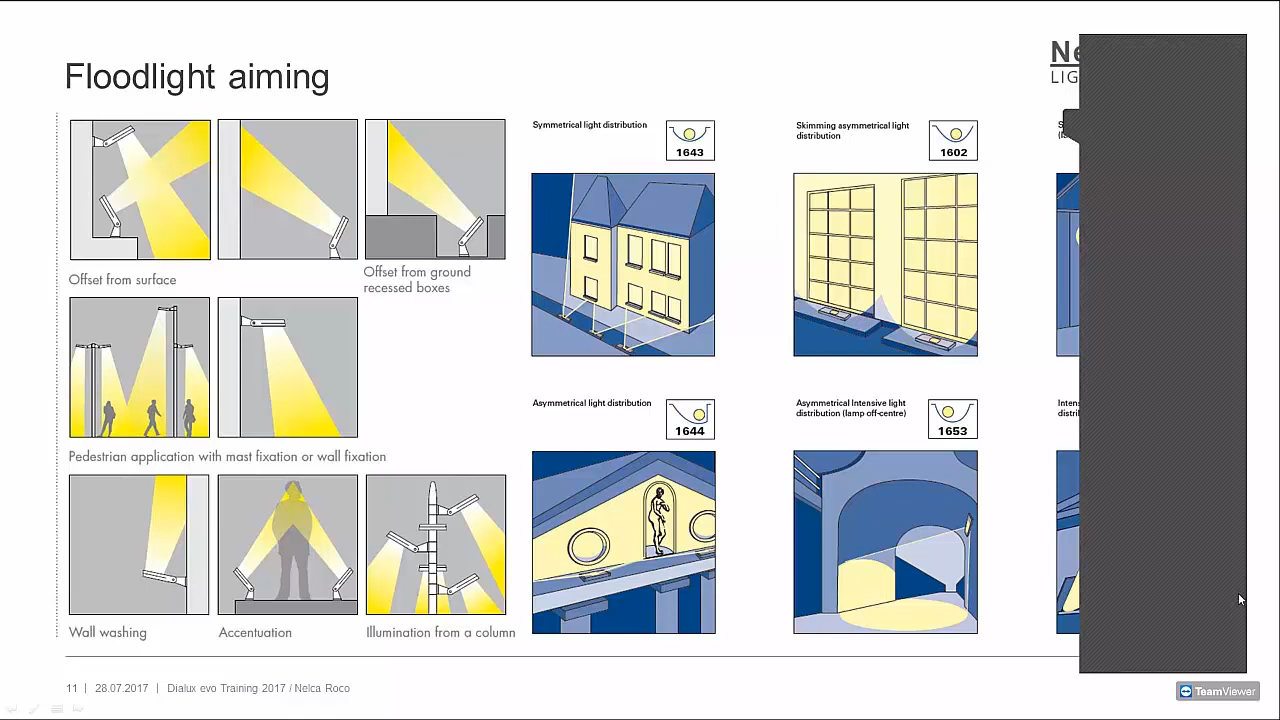 Floodlight aiming
Ne
LIG
Symmetrical light distribution
1643
Skimming asymmetrical light
distribution
1602
Offset from surface
Offset from ground
recessed boxes
Pedestrian application with mast fixation or wall fixation
Asymmetrical light distribution
1644
Asymmetrical Intensive light
distribution (lamp off-centre)
1653
Intens
distri
Wall washing
Accentuation
Illumination from a column
11 | 28.07.2017 | Dialux evo Training 2017 / Nelca Roco
TeamViewer